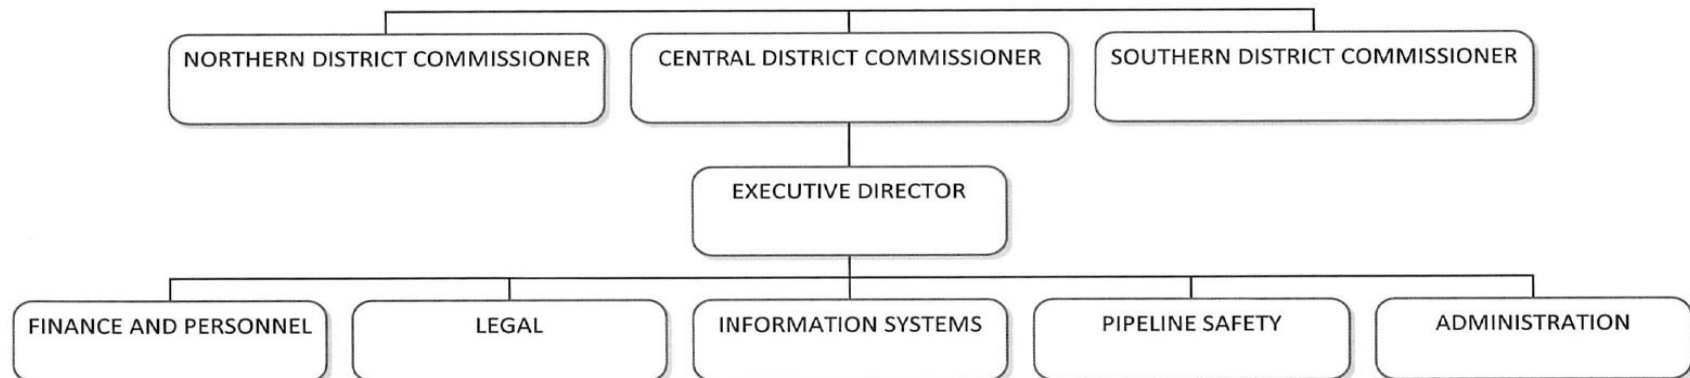 NORTHERN DISTRICT COMMISSIONER
CENTRAL DISTRICT COMMISSIONER
SOUTHERN DISTRICT COMMISSIONER
EXECUTIVE DIRECTOR
FINANCE AND PERSONNEL
LEGAL
INFORMATION SYSTEMS
PIPELINE SAFETY
ADMINISTRATION